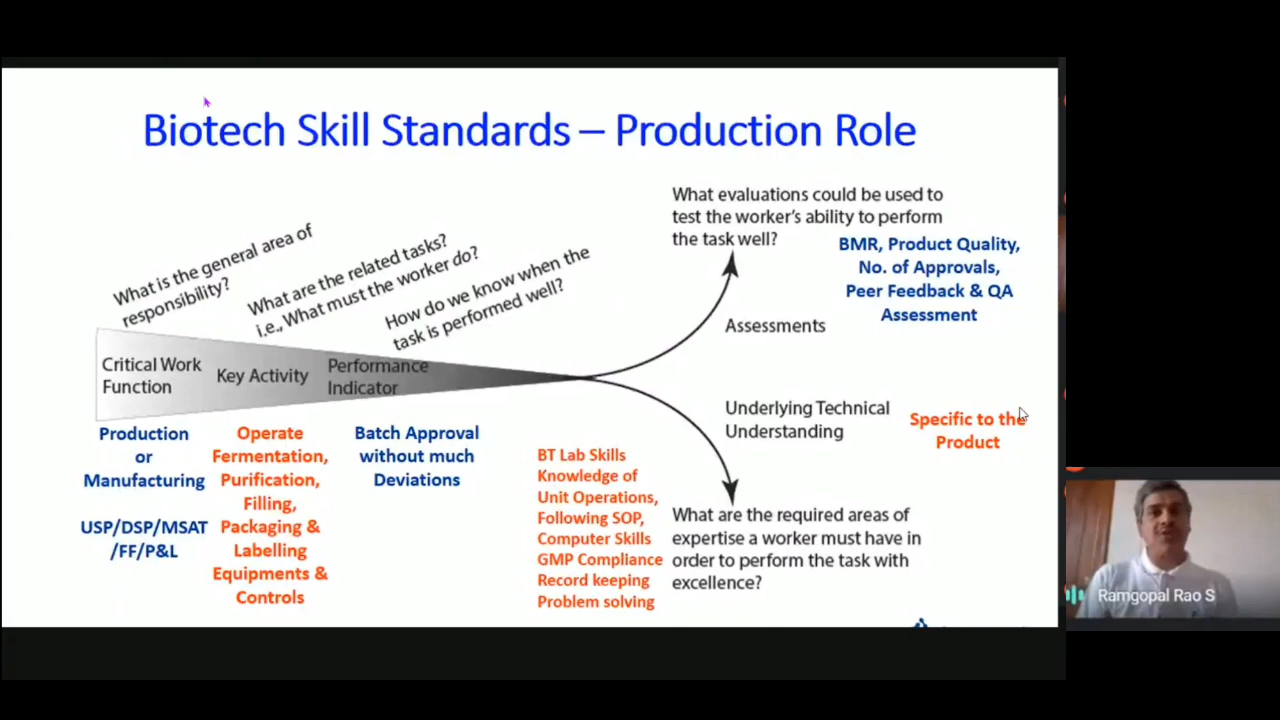 Biotech Skill Standards – Production Role
What is the general area of
responsibility?
What are the related tasks?
i.e., What must the worker do?
How do we know when the
task is performed well?
Critical Work
Function
Key Activity
Performance
Indicator
Production
or
Manufacturing
USP/DSP/MSAT
/FF/P&L
Operate
Fermentation,
Purification,
Filling,
Packaging &
Labelling
Equipments &
Controls
Batch Approval
without much
Deviations
What evaluations could be used to
test the worker's ability to perform
the task well?
BMR, Product Quality,
No. of Approvals,
Peer Feedback & QA
Assessment
Assessments
Underlying Technical
Understanding
Specific to the
Product
BT Lab Skills
Knowledge of
Unit Operations,
Following SOP,
Computer Skills
GMP Compliance
Record keeping
Problem solving
What are the required areas of
expertise a worker must have in
order to perform the task with
excellence?
Ramgopal Rao S